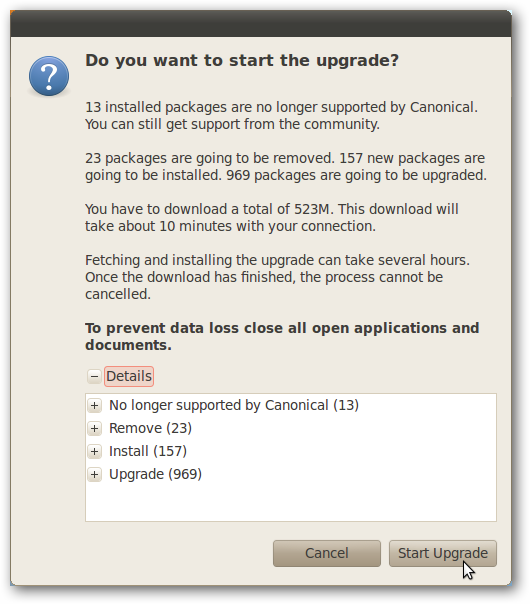 Do you want to start the upgrade?
13 installed packages are no longer supported by Canonical.
You can still get support from the community.
23 packages are going to be removed. 157 new packages are
going to be installed. 969 packages are going to be upgraded.
You have to download a total of 523M. This download will
take about 10 minutes with your connection.
Fetching and installing the upgrade can take several hours.
Once the download has finished, the process cannot be
cancelled.
To prevent data loss close all open applications and
documents.
Details
No longer supported by Canonical (13)
Remove (23)
Install (157)
Upgrade (969)
Cancel
Start Upgrade